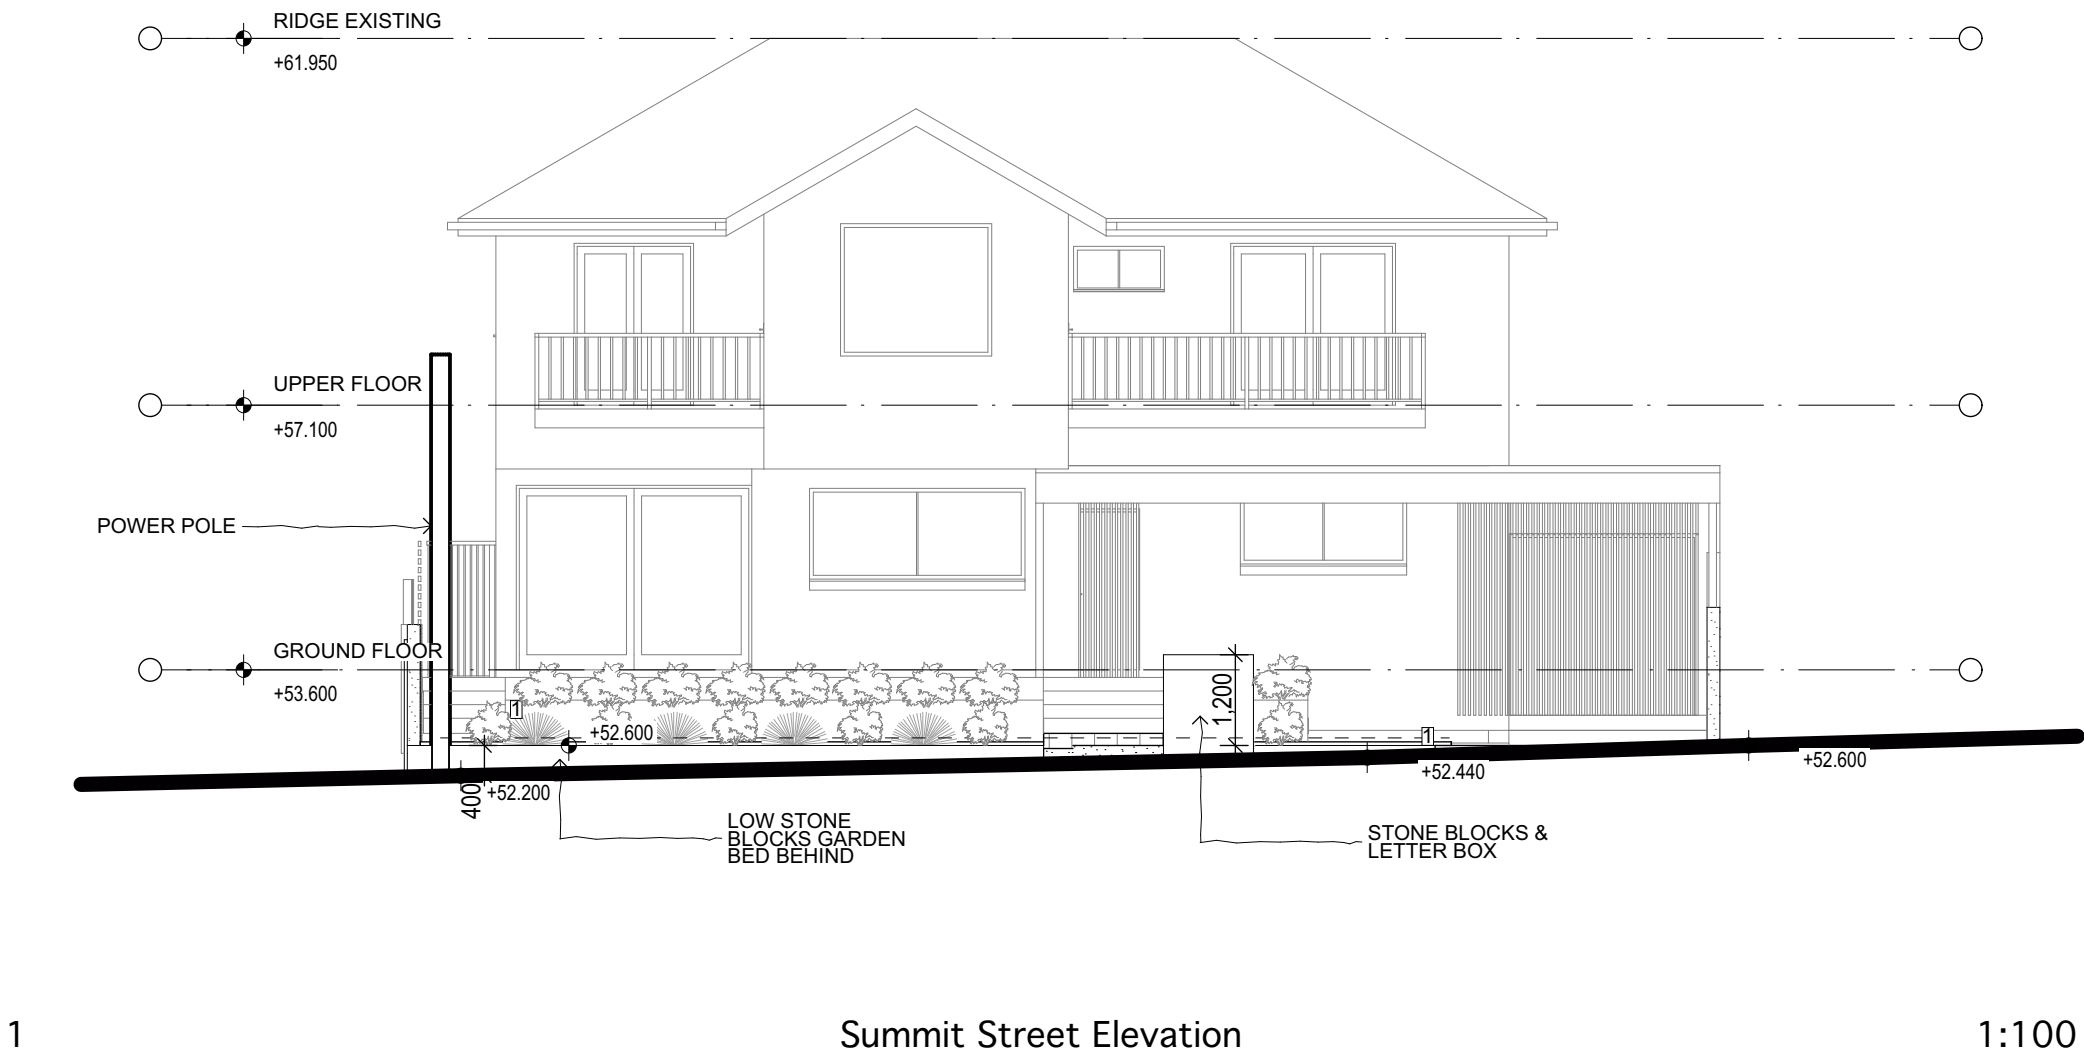 RIDGE EXISTING
+61.950
UPPER FLOOR
+57.100
POWER POLE
GROUND FLOOR
+53.600
1
1,200
+52.600
1
+52.600
+52.440
400
+52.200
LOW STONE
BLOCKS GARDEN
BED BEHIND
STONE BLOCKS &
LETTER BOX
1
Summit Street Elevation
1:100